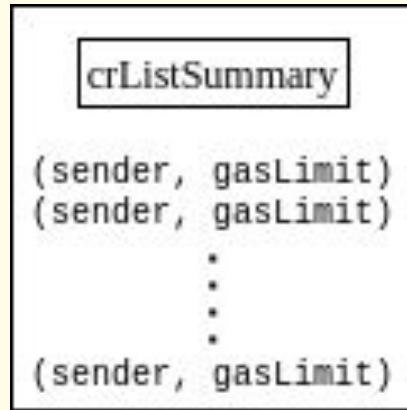 crListSummary
(sender, gasLimit)
(sender, gasLimit)
.
.
.
.
(sender, gasLimit)